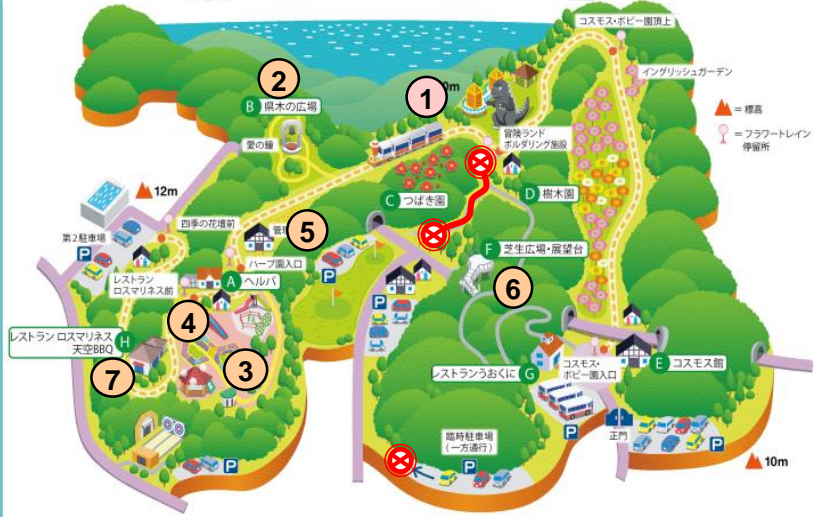 コスモス・ポピー園頂上
イングリッシュガーデン
= 標高
= フラワートレイン
停留所
2
1
0m
B 県木の広場
愛の鐘
冒険ランド
ボルダリング施設
12m
C つばき園
D 樹木園
四季の花壇前
管理
5
第2駐車場
P
ハーブ園入口
P
F 芝生広場・展望台
レストラン
ロスマリネス前
A ヘルバ
6
P
4
レストラン ロスマリネス
天空BBQ
H
7
3
レストランうおくに
G
コスモス・
ポピー園入口
E コスモス館
臨時駐車場
(一方通行)
P
P
正門
P
P
10m